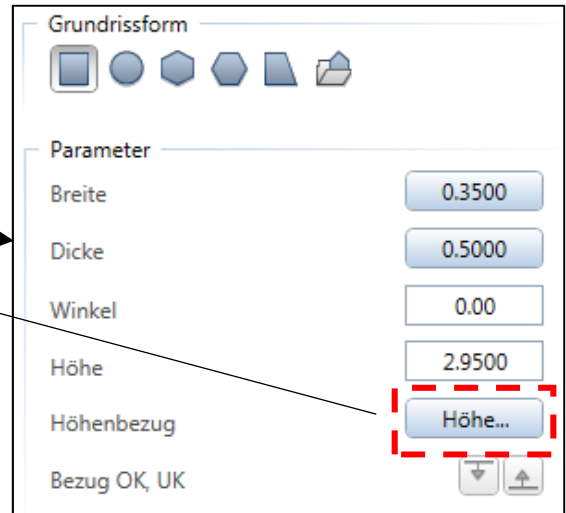 Grundrissform
Parameter
Breite 0.3500
Dicke 0.5000
Winkel 0.00
Höhe 2.9500
Höhenbezug Höhe...
Bezug OK, UK